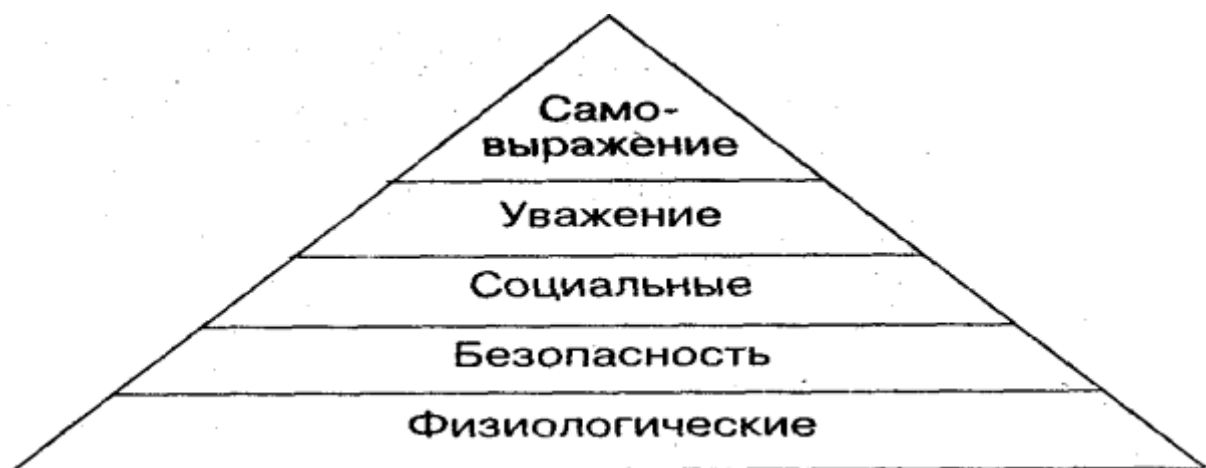 Само-
выражение
Уважение
Социальные
Безопасность
Физиологические